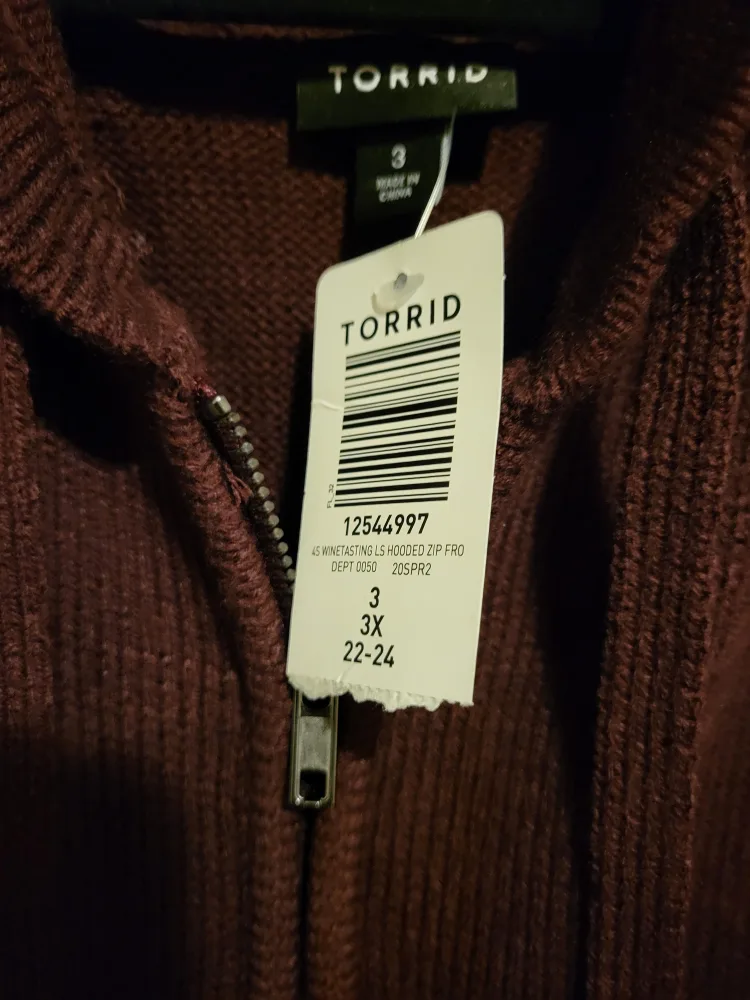 TORRID
3
MADE IN
CHINA
TORRID
FL_32
12544997
45 WINETASTING LS HOODED ZIP FRO
DEPT 0050 20SPR2
3
3X
22-24